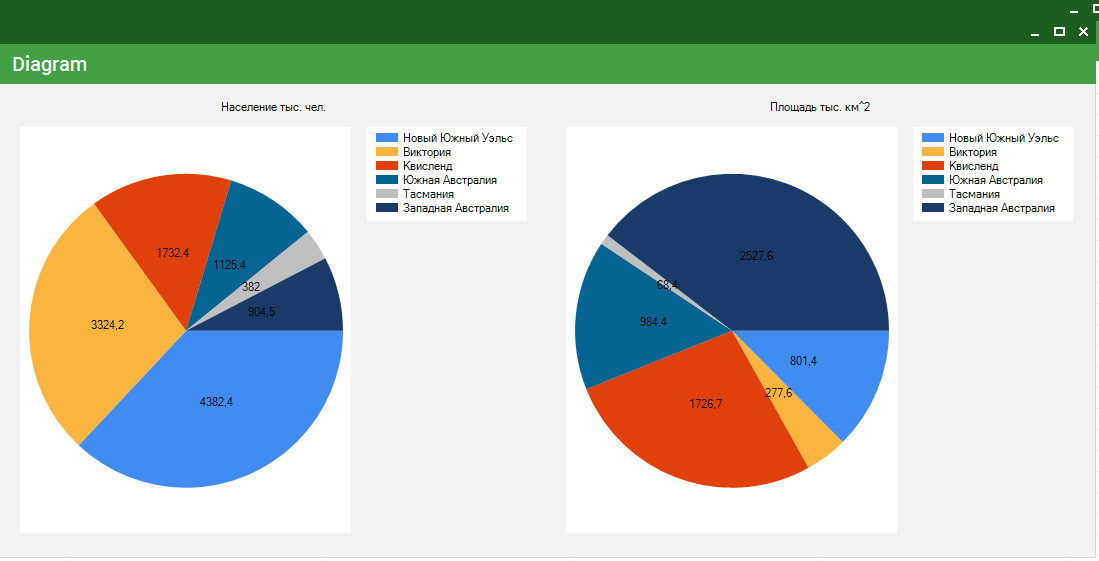 Diagram
Население тыс. чел.
Новый Южный Уэльс
Виктория
Квисленд
Южная Австралия
Тасмания
Западная Австралия
1732,4
1125,4
382
904,5
3324,2
4382,4
Площадь тыс. км^2
Новый Южный Уэльс
Виктория
Квисленд
Южная Австралия
Тасмания
Западная Австралия
2527,6
68,4
984,4
801,4
277,6
1726,7